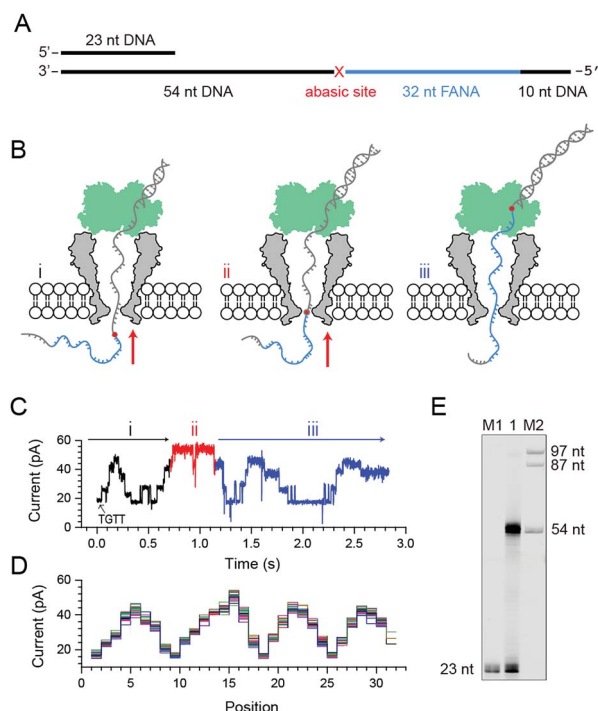 A
23 nt DNA
5'
3'
X
-5'
54 nt DNA
abasic site
32 nt FANA
10 nt DNA
B
i
ii
iii
C
i
ii
iii
60
40
20
0
Current (pA)
TGTT
0.0
0.5
1.0
1.5
2.0
2.5
3.0
Time (s)
D
60
40
20
Current (pA)
0
5
10
15
20
25
30
Position
E
M1 1 M2
97 nt
87 nt
54 nt
23 nt